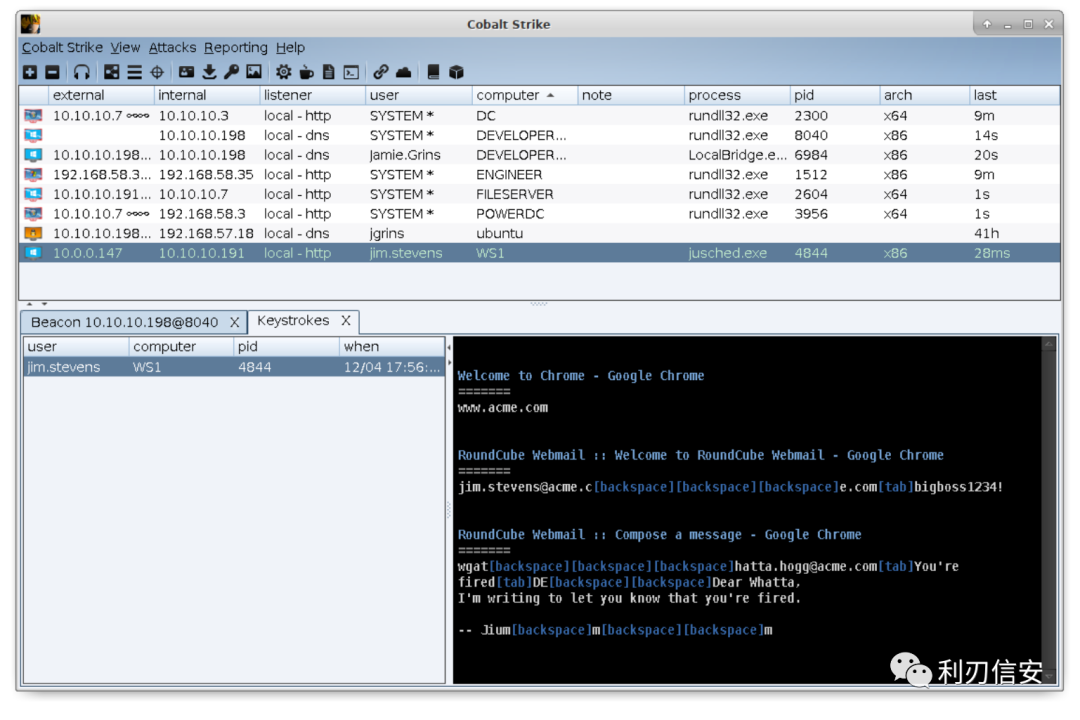 Cobalt Strike
Cobalt Strike View Attacks Reporting Help
external internal listener user computer note process pid arch last
10.10.10.7 10.10.10.3 local - http SYSTEM * DC rundll32.exe 2300 x64 9m
10.10.10.198 local - dns SYSTEM * DEVELOPER... rundll32.exe 8040 x86 14s
10.10.10.198... 10.10.10.198 local - dns Jamie.Grins DEVELOPER... LocalBridge.e... 6984 x86 20s
192.168.58.3... 192.168.58.35 local - http SYSTEM * ENGINEER rundll32.exe 1512 x86 9m
10.10.10.191... 10.10.10.7 local - http SYSTEM * FILESERVER rundll32.exe 2604 x64 1s
10.10.10.7 192.168.58.3 local - http SYSTEM * POWERDC rundll32.exe 3956 x64 1s
10.10.10.198... 192.168.57.18 local - dns jgrins ubuntu 41h
10.0.0.147 10.10.10.191 local - http jim.stevens WS1 jusched.exe 4844 x86 28ms
Beacon 10.10.10.198@8040 X Keystrokes X
user computer pid when
jim.stevens WS1 4844 12/04 17:56:...
Welcome to Chrome - Google Chrome
=======
www.acme.com
RoundCube Webmail :: Welcome to RoundCube Webmail - Google Chrome
=======
jim.stevens@acme.c[backspace][backspace][backspace]e.com[tab]bigboss1234!
RoundCube Webmail :: Compose a message - Google Chrome
=======
wgat[backspace][backspace][backspace]hatta.hogg@acme.com[tab]You're
fired[tab]DE[backspace][backspace]Dear Whatta,
I'm writing to let you know that you're fired.
-- Jium[backspace]m[backspace][backspace]m
利刃信安